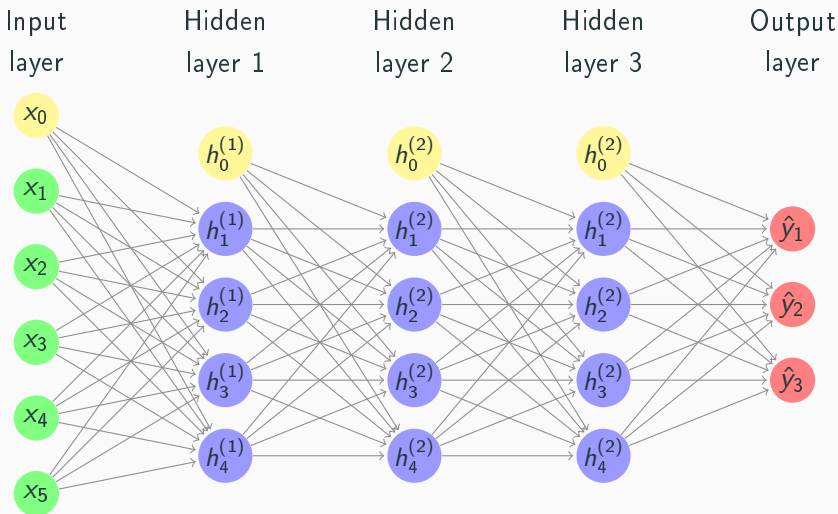 Input Hidden Hidden Hidden Output
layer layer 1 layer 2 layer 3 layer
x₀
h₀⁽¹⁾ h₀⁽²⁾ h₀⁽²⁾
x₁
h₁⁽¹⁾ h₁⁽²⁾ h₁⁽²⁾ ŷ₁
x₂
h₂⁽¹⁾ h₂⁽²⁾ h₂⁽²⁾ ŷ₂
x₃
h₃⁽¹⁾ h₃⁽²⁾ h₃⁽²⁾ ŷ₃
x₄
h₄⁽¹⁾ h₄⁽²⁾ h₄⁽²⁾
x₅